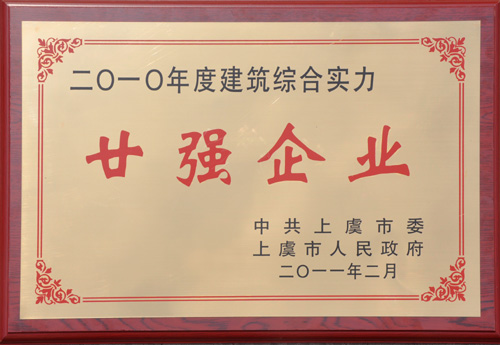 二〇一〇年度建筑综合实力
廿强企业
中共上虞市委
上虞市人民政府
二〇一一年二月